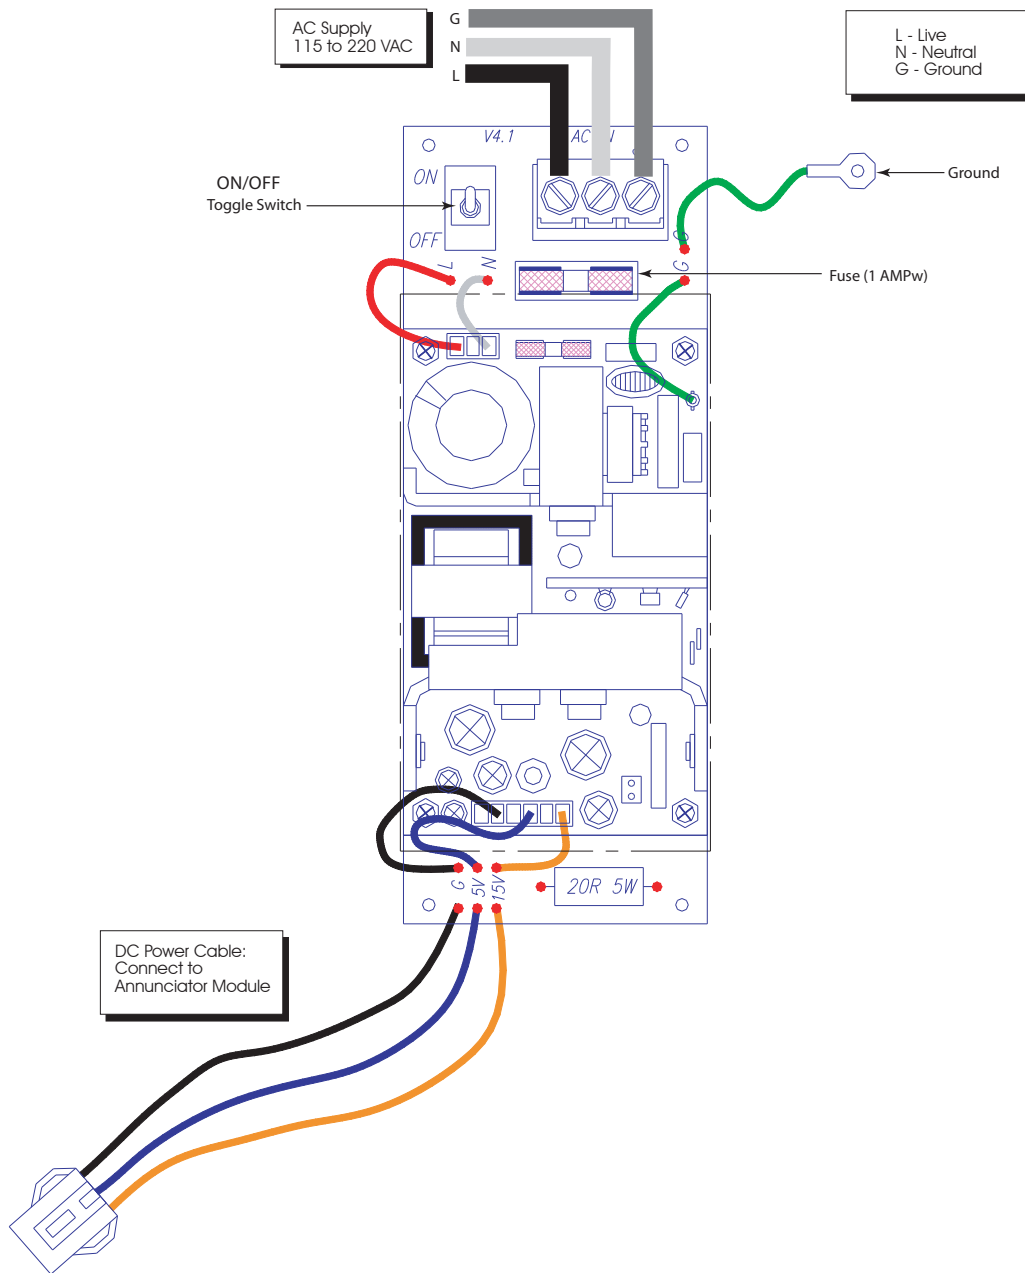 AC Supply
115 to 220 VAC
G
N
L
L - Live
N - Neutral
G - Ground
V4.1
ON
OFF
ON/OFF
Toggle Switch
L
N
G
Ground
Fuse (1 AMPw)
G
5V
15V
20R 5W
DC Power Cable:
Connect to
Annunciator Module